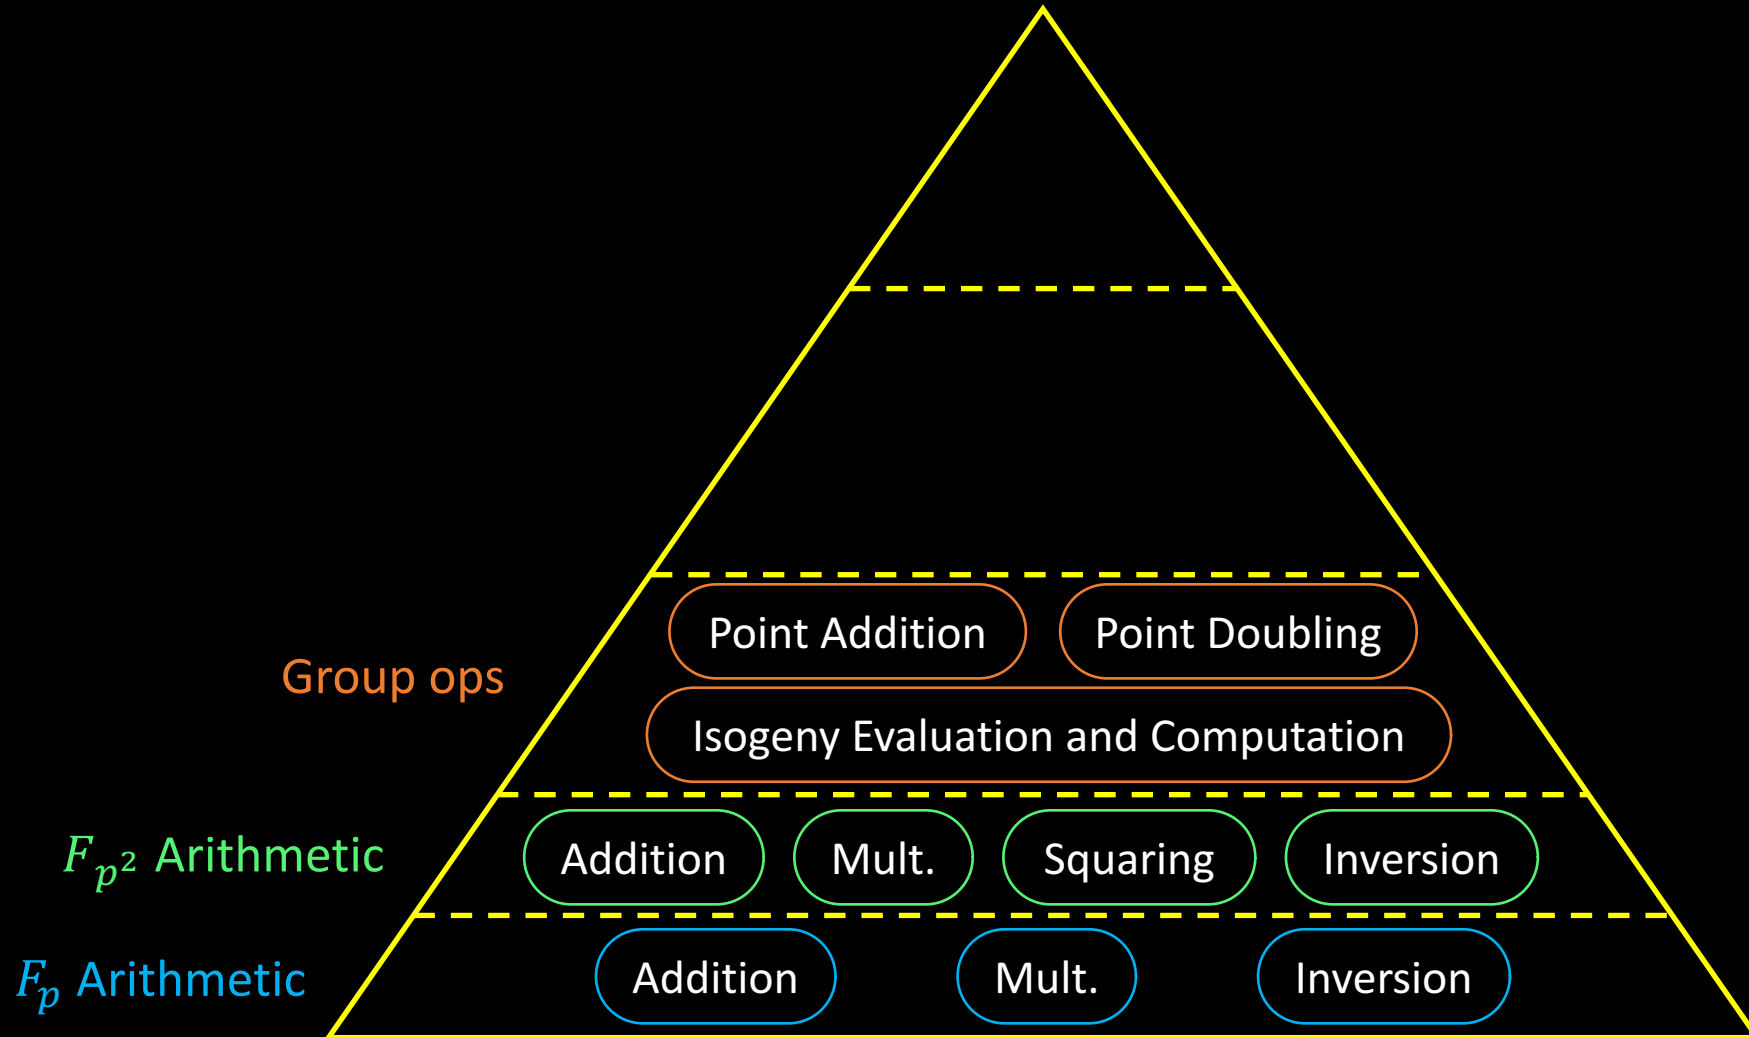 Point Addition
Point Doubling
Group ops
Isogeny Evaluation and Computation
F_{p^2} Arithmetic
Addition
Mult.
Squaring
Inversion
F_p Arithmetic
Addition
Mult.
Inversion